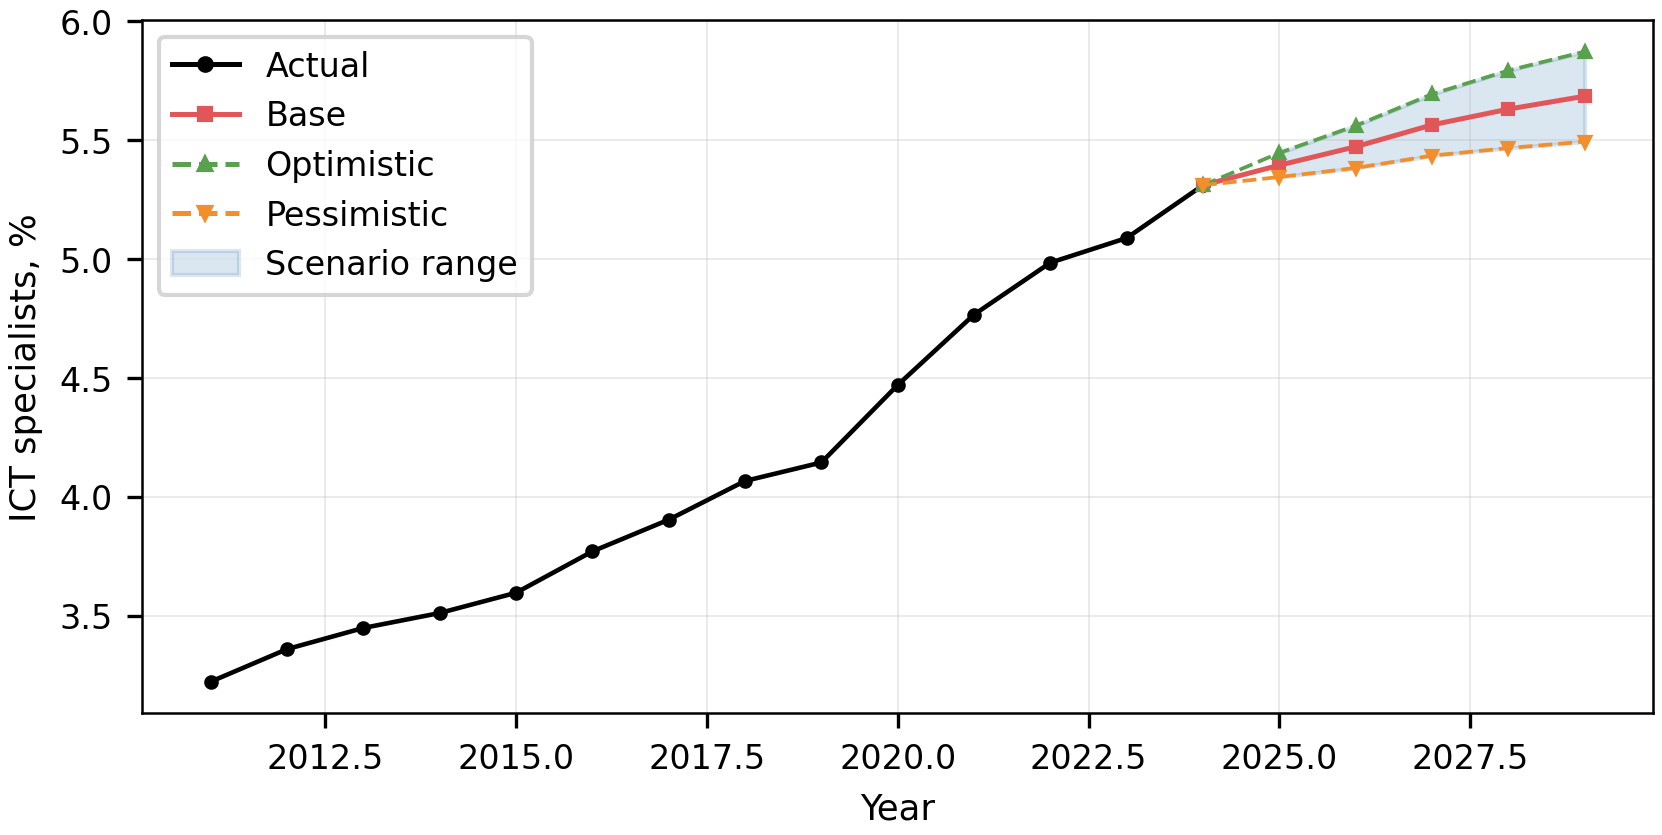 6.0
5.5
5.0
4.5
4.0
3.5
ICT specialists, %
Actual
Base
Optimistic
Pessimistic
Scenario range
2012.5 2015.0 2017.5 2020.0 2022.5 2025.0 2027.5
Year